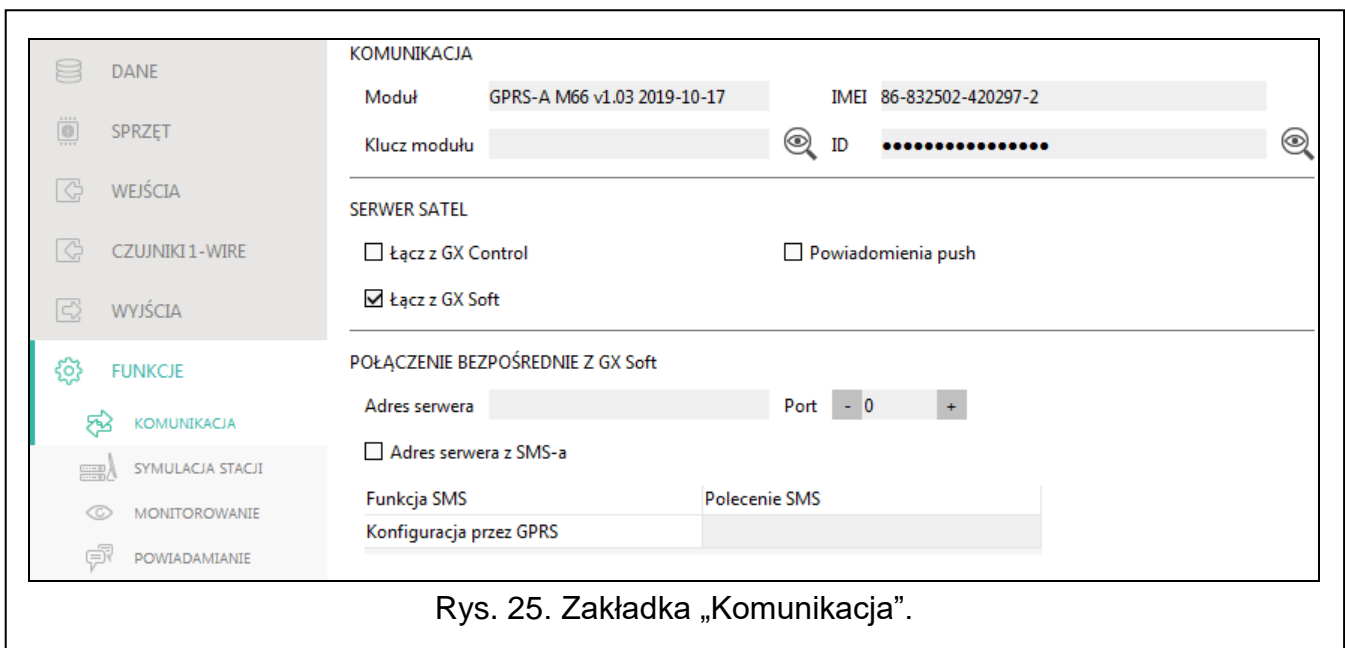 DANE
SPRZĘT
WEJŚCIA
CZUJNIKI 1-WIRE
WYJŚCIA
FUNKCJE
KOMUNIKACJA
SYMULACJA STACJI
MONITOROWANIE
POWIADAMIANIE
KOMUNIKACJA
Moduł GPRS-A M66 v1.03 2019-10-17 IMEI 86-832502-420297-2
Klucz modułu ID ••••••••••••••••
SERWER SATEL
Łącz z GX Control Powiadomienia push
Łącz z GX Soft
POŁĄCZENIE BEZPOŚREDNIE Z GX Soft
Adres serwera Port - 0 +
Adres serwera z SMS-a
Funkcja SMS Polecenie SMS
Konfiguracja przez GPRS
Rys. 25. Zakładka „Komunikacja”.